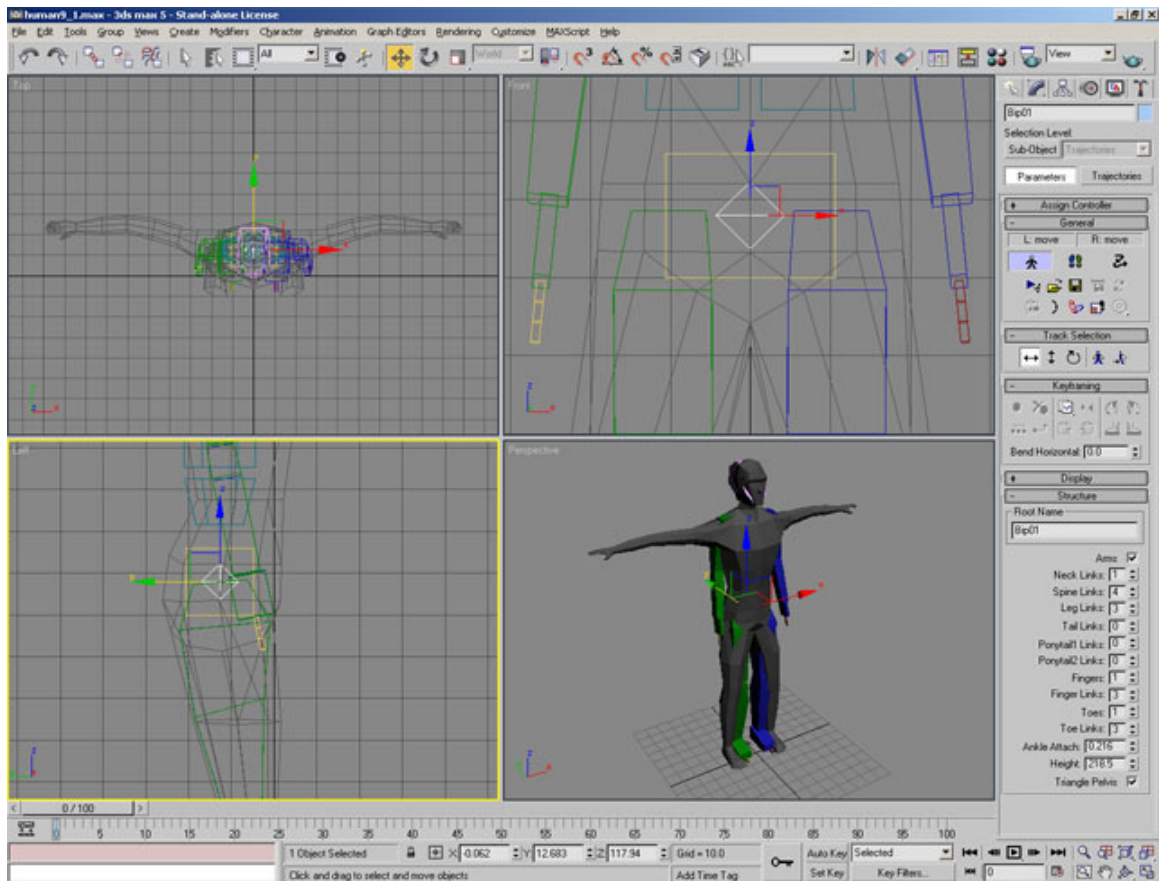 human9_1.max - 3ds max 5 - Stand-alone License
File Edit Tools Group Views Create Modifiers Character Animation Graph Editors Rendering Customize MAXScript Help
All World View
Top
Front
Left
Perspective
Bip01
Selection Level:
Sub-Object Trajectories
Parameters Trajectories
+ Assign Controller
- General
L: move R: move
- Track Selection
- Keyframing
Bend Horizontal: 0.0
+ Display
- Structure
Root Name
Bip01
Arms
Neck Links: 1
Spine Links: 4
Leg Links: 3
Tail Links: 0
Ponytail1 Links: 0
Ponytail2 Links: 0
Fingers: 1
Finger Links: 3
Toes: 1
Toe Links: 3
Ankle Attach: 0.216
Height: 218.5
Triangle Pelvis
< 0 / 100 >
0 5 10 15 20 25 30 35 40 45 50 55 60 65 70 75 80 85 90 95 100
1 Object Selected X: -0.062 Y: 12.683 Z: 117.94 Grid = 10.0 Auto Key Selected
Click and drag to select and move objects Add Time Tag Set Key Key Filters... 0